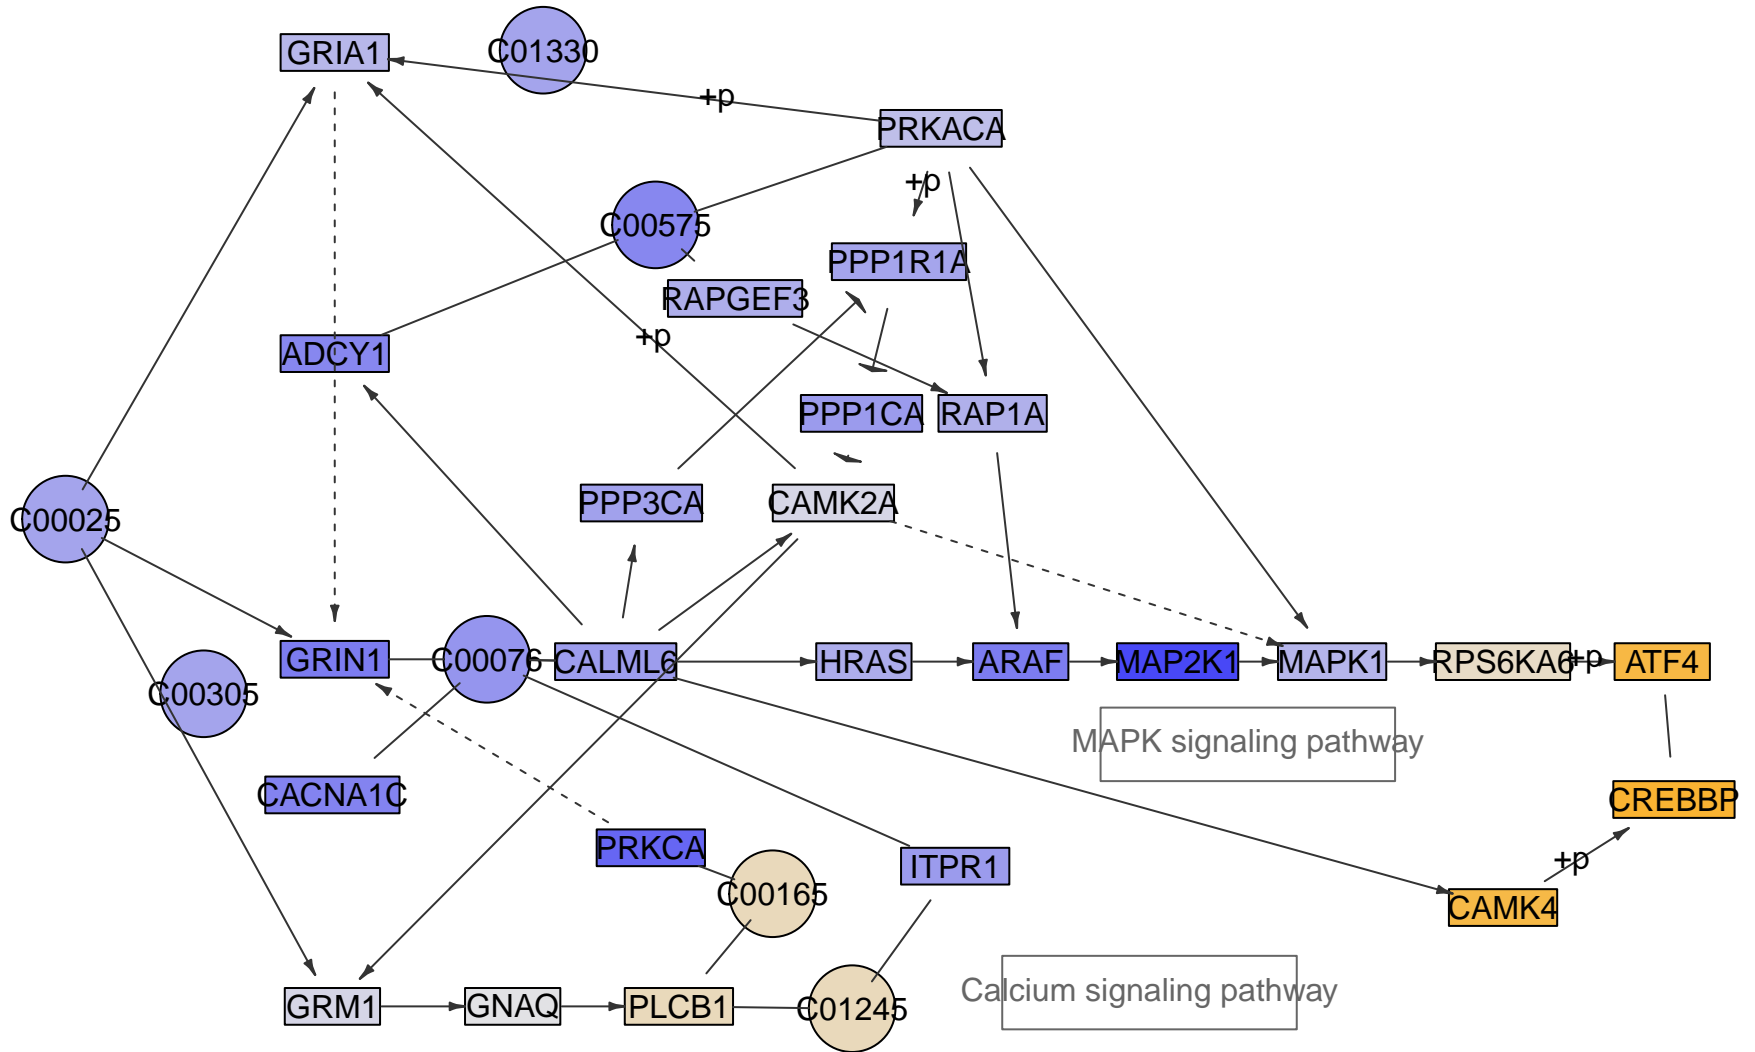 GRIA1
C01330
+p
PRKACA
+p
C00575
PPP1R1A
RAPGEF3
+p
ADCY1
PPP1CA
RAP1A
PPP3CA
CAMK2A
C00025
GRIN1
C00076
CALML6
HRAS
ARAF
MAP2K1
MAPK1
RPS6KA6
+p
ATF4
C00305
MAPK signaling pathway
CACNA1C
CREBBP
PRKCA
ITPR1
+p
C00165
CAMK4
Calcium signaling pathway
GRM1
GNAQ
PLCB1
C01245